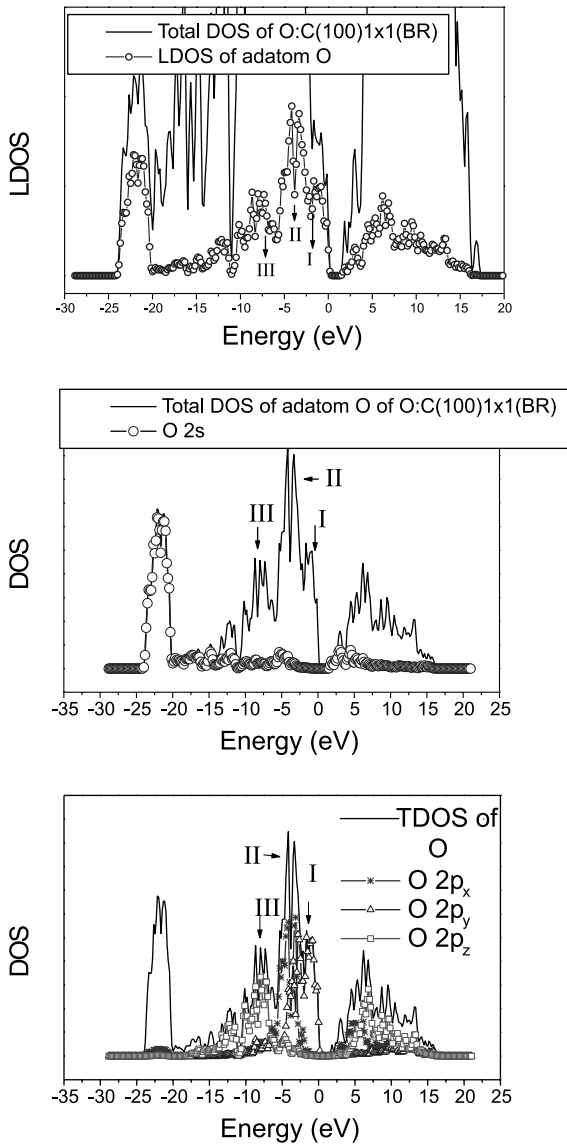 Total DOS of O:C(100)1x1(BR)
LDOS of adatom O
LDOS
III
II
I
-30 -25 -20 -15 -10 -5 0 5 10 15 20
Energy (eV)
Total DOS of adatom O of O:C(100)1x1(BR)
O 2s
DOS
III
II
I
-35 -30 -25 -20 -15 -10 -5 0 5 10 15 20 25
Energy (eV)
TDOS of
O
O 2pₓ
O 2p_y
O 2p_z
DOS
II
III
I
-35 -30 -25 -20 -15 -10 -5 0 5 10 15 20 25
Energy (eV)